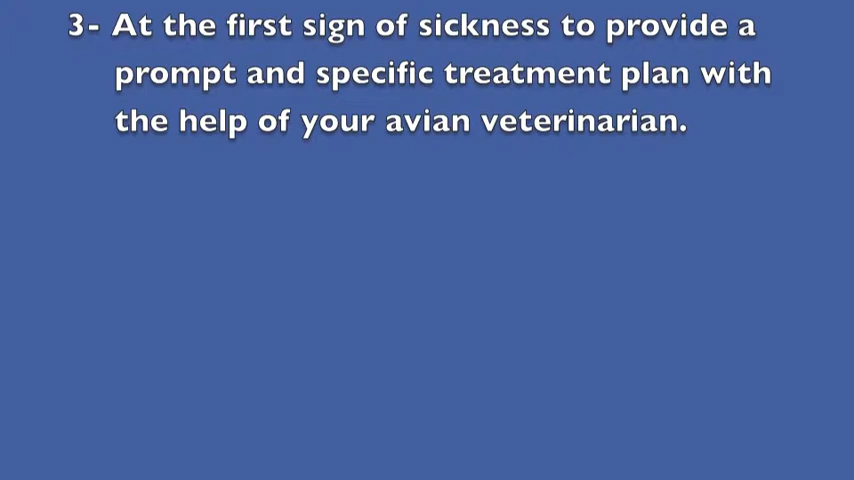 3- At the first sign of sickness to provide a
prompt and specific treatment plan with
the help of your avian veterinarian.